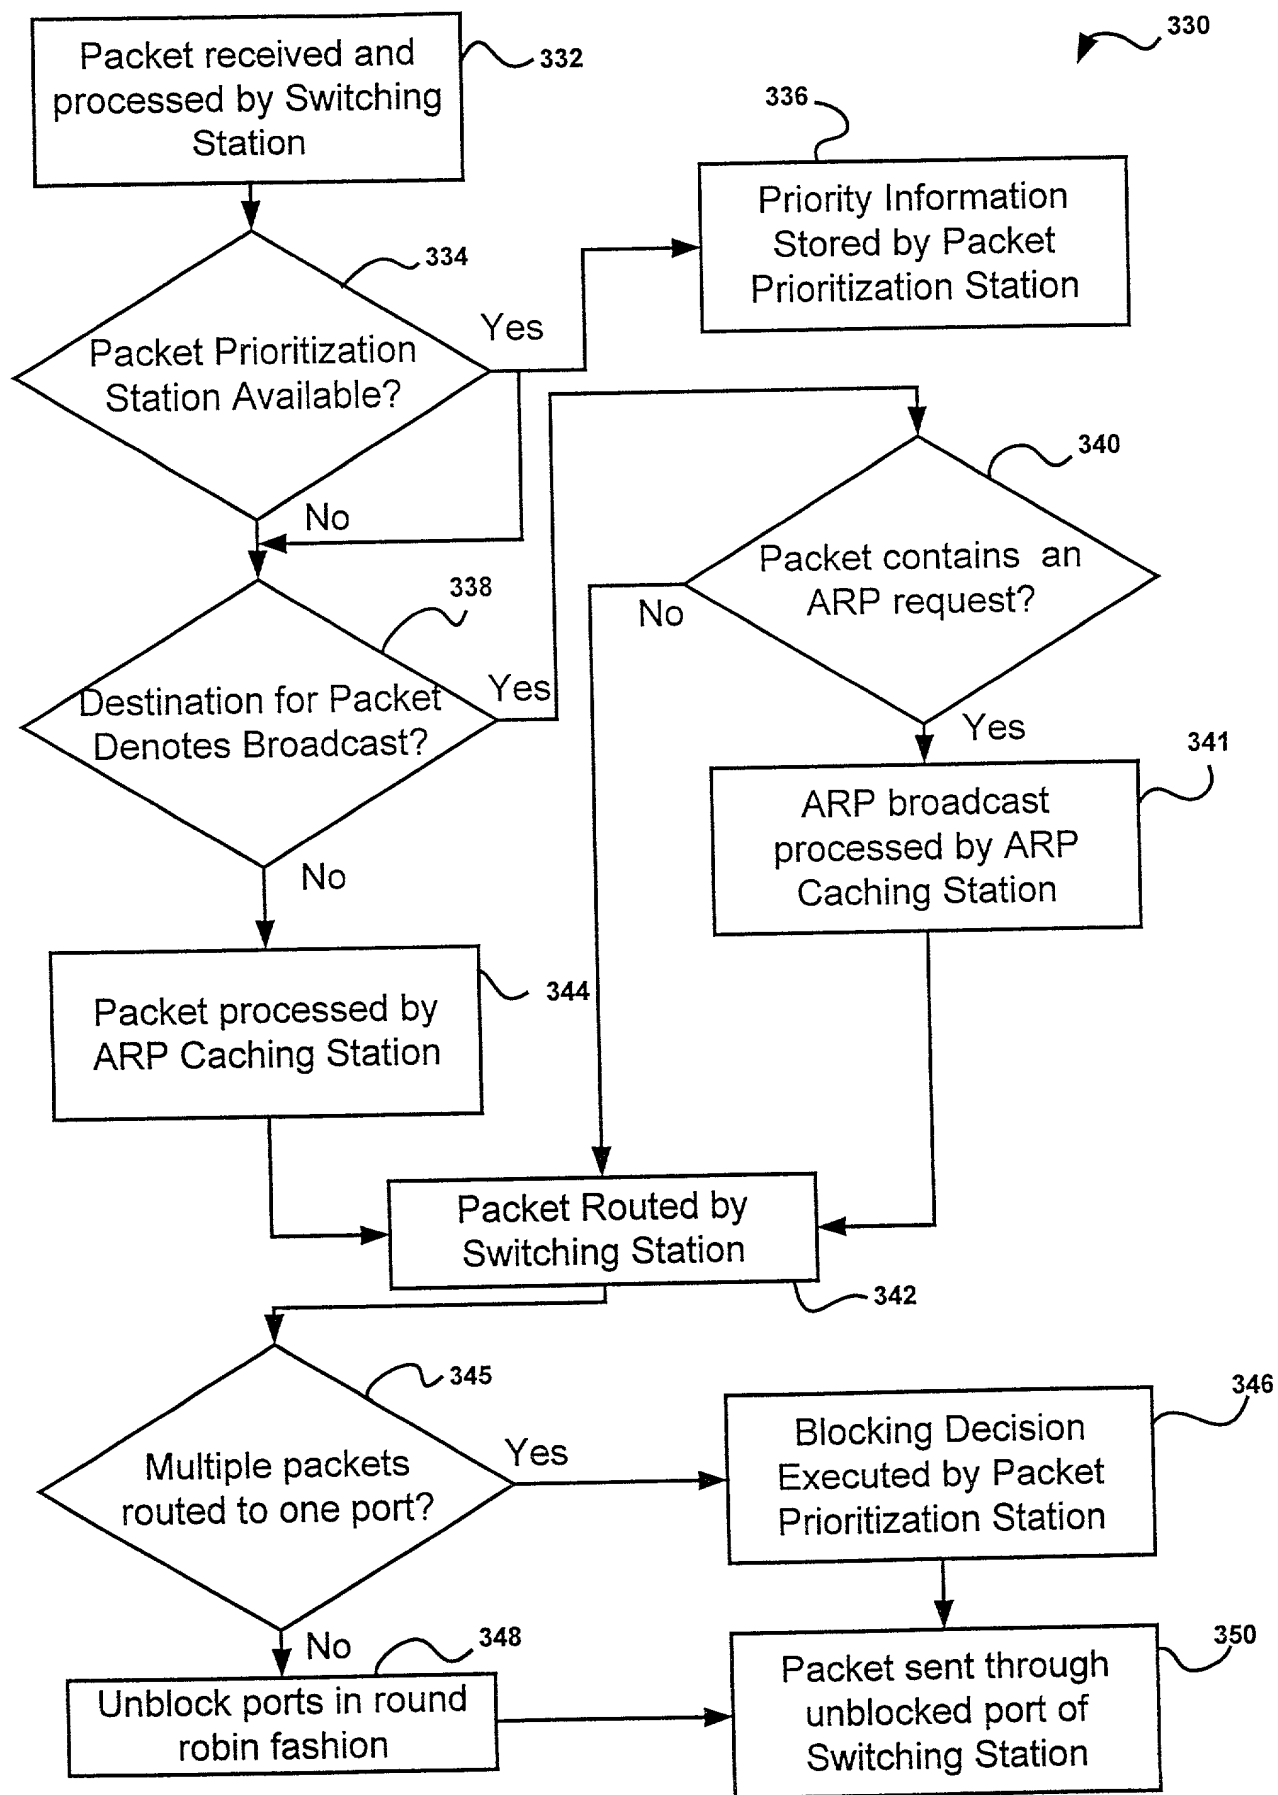 330
Packet received and
processed by Switching
Station
332
336
Priority Information
Stored by Packet
Prioritization Station
334
Packet Prioritization
Station Available?
Yes
No
340
Packet contains an
ARP request?
No
Yes
338
Destination for Packet
Denotes Broadcast?
Yes
No
341
ARP broadcast
processed by ARP
Caching Station
344
Packet processed by
ARP Caching Station
Packet Routed by
Switching Station
342
345
Multiple packets
routed to one port?
Yes
No
346
Blocking Decision
Executed by Packet
Prioritization Station
348
Unblock ports in round
robin fashion
350
Packet sent through
unblocked port of
Switching Station